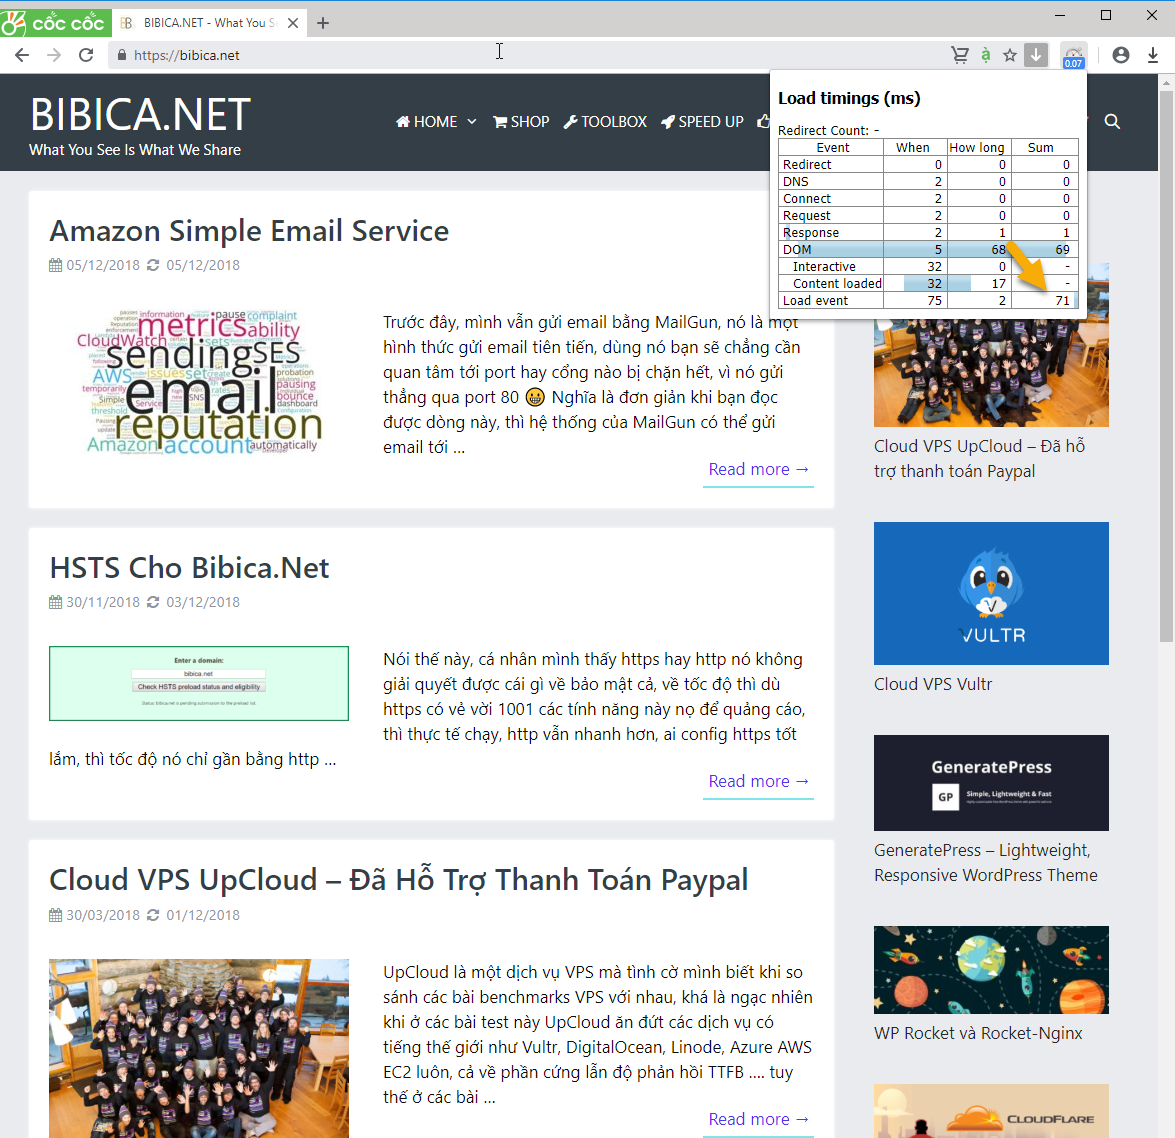 cốc cốc
BIBICA.NET - What You S
https://bibica.net
ạ
0.07
BIBICA.NET
What You See Is What We Share
HOME
SHOP
TOOLBOX
SPEED UP
Load timings (ms)
Redirect Count: -
Event When How long Sum
Redirect 0 0 0
DNS 2 0 0
Connect 2 0 0
Request 2 0 0
Response 2 1 1
DOM 5 68 69
Interactive 32 0 -
Content loaded 32 17 -
Load event 75 2 71
Amazon Simple Email Service
05/12/2018 05/12/2018
pause complaint
metrics ability
CloudWatch sets
sending SES
AWS issues
temporarily
email
pausing
bounce
dashboard
threshold
reputation
Amazon account automatically
Trước đây, mình vẫn gửi email bằng MailGun, nó là một
hình thức gửi email tiên tiến, dùng nó bạn sẽ chẳng cần
quan tâm tới port hay cổng nào bị chặn hết, vì nó gửi
thẳng qua port 80 😀 Nghĩa là đơn giản khi bạn đọc
được dòng này, thì hệ thống của MailGun có thể gửi
email tới ...
Read more →
HSTS Cho Bibica.Net
30/11/2018 03/12/2018
Enter a domain:
bibica.net
Check HSTS preload status and eligibility
Status: bibica.net is pending submission to the preload list.
Nói thế này, cá nhân mình thấy https hay http nó không
giải quyết được cái gì về bảo mật cả, về tốc độ thì dù
https có vẻ vời 1001 các tính năng này nọ để quảng cáo,
thì thực tế chạy, http vẫn nhanh hơn, ai config https tốt
lắm, thì tốc độ nó chỉ gần bằng http ...
Read more →
Cloud VPS UpCloud – Đã Hỗ Trợ Thanh Toán Paypal
30/03/2018 01/12/2018
UpCloud là một dịch vụ VPS mà tình cờ mình biết khi so
sánh các bài benchmarks VPS với nhau, khá là ngạc nhiên
khi ở các bài test này UpCloud ăn đứt các dịch vụ có
tiếng thế giới như Vultr, DigitalOcean, Linode, Azure AWS
EC2 luôn, cả về phần cứng lẫn độ phản hồi TTFB .... tuy
thế ở các bài ...
Read more →
Cloud VPS UpCloud – Đã hỗ
trợ thanh toán Paypal
VULTR
Cloud VPS Vultr
GeneratePress
GP Simple, Lightweight & Fast
GeneratePress – Lightweight,
Responsive WordPress Theme
WP Rocket và Rocket-Nginx
CLOUDFLARE